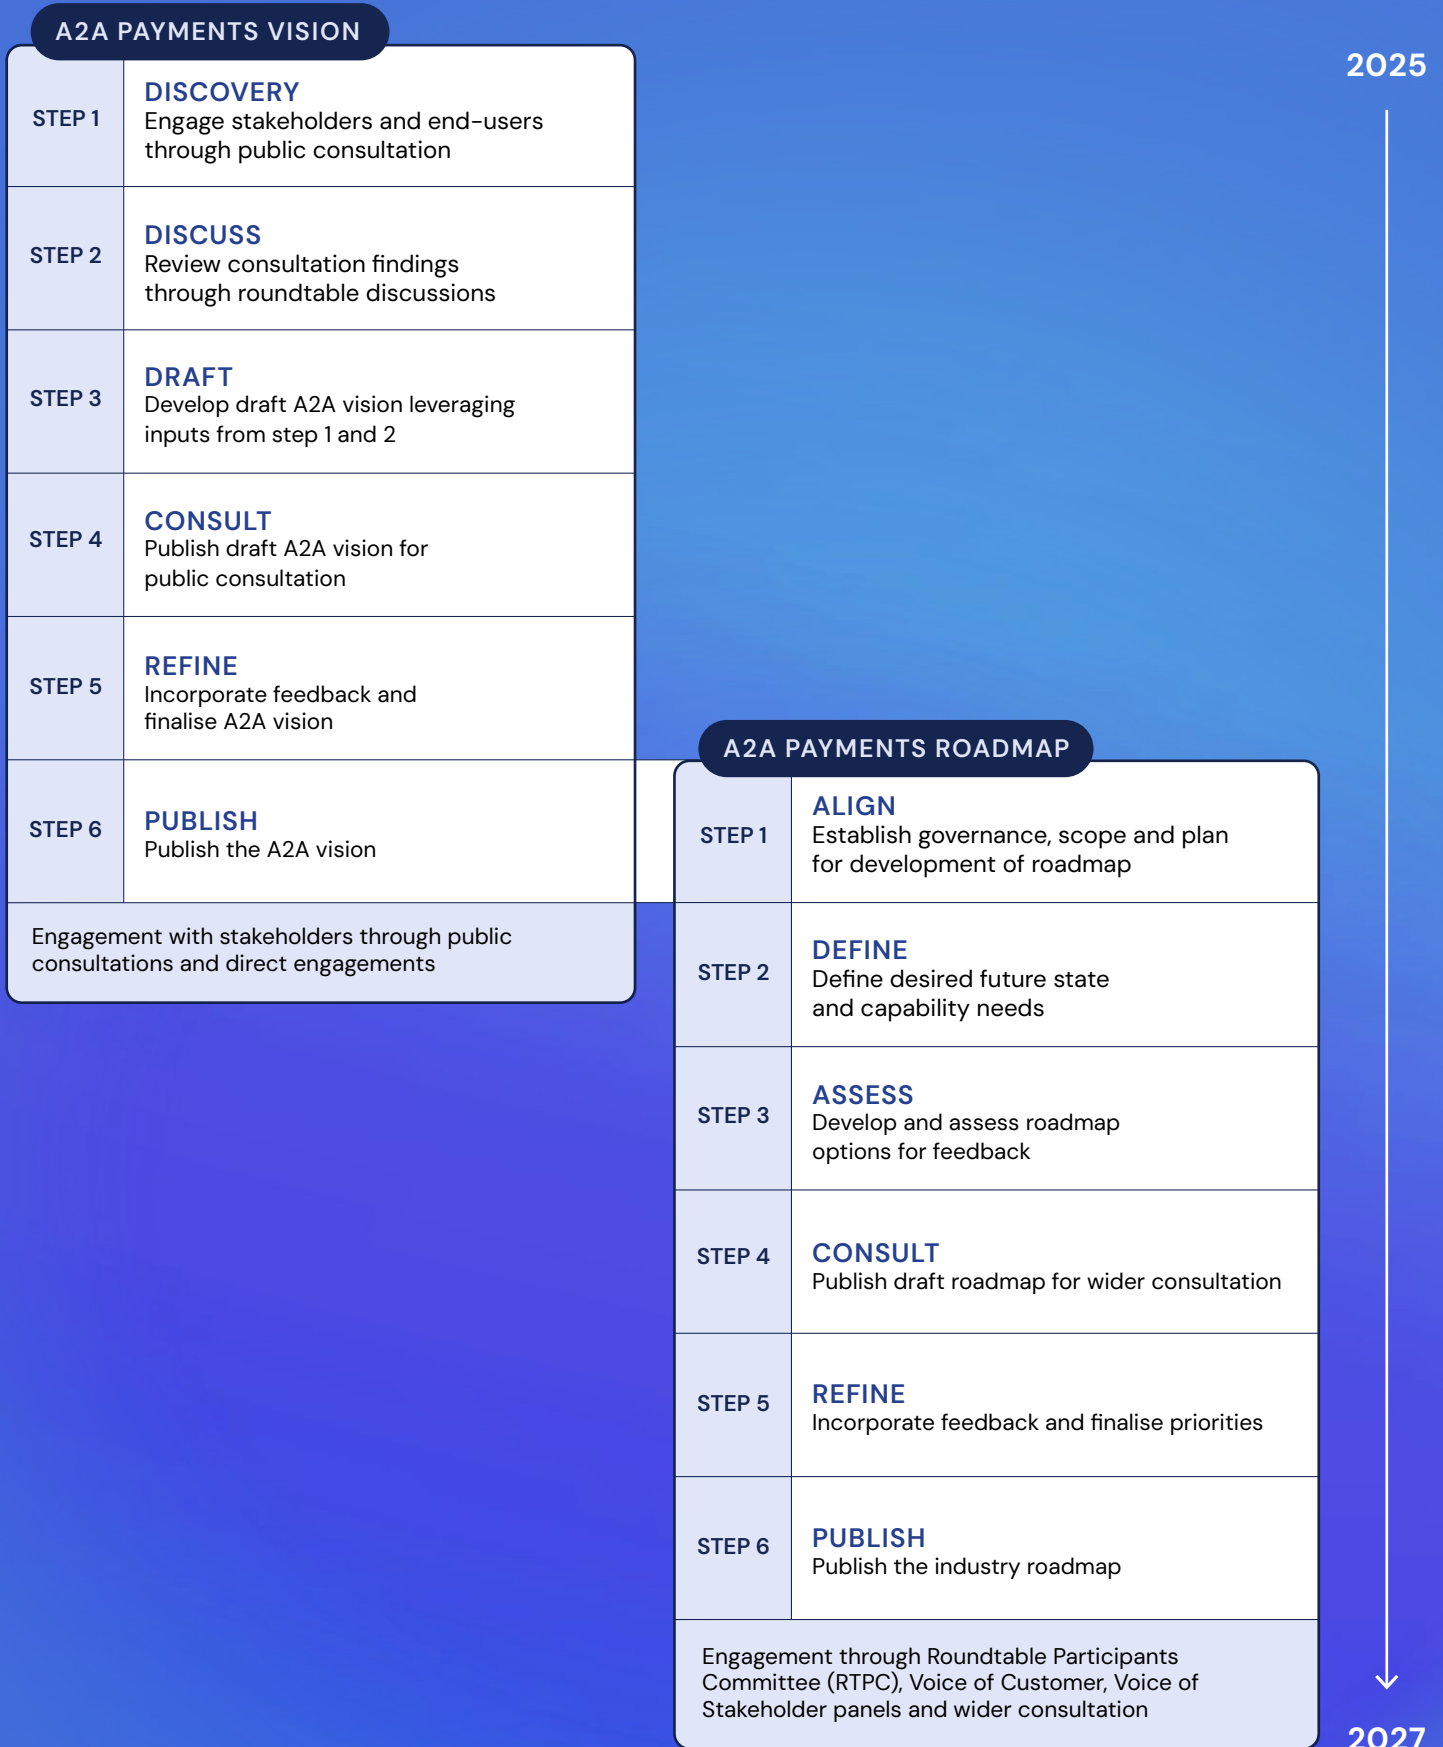 A2A PAYMENTS VISION
STEP 1
DISCOVERY
Engage stakeholders and end-users
through public consultation
STEP 2
DISCUSS
Review consultation findings
through roundtable discussions
STEP 3
DRAFT
Develop draft A2A vision leveraging
inputs from step 1 and 2
STEP 4
CONSULT
Publish draft A2A vision for
public consultation
STEP 5
REFINE
Incorporate feedback and
finalise A2A vision
STEP 6
PUBLISH
Publish the A2A vision
Engagement with stakeholders through public
consultations and direct engagements
A2A PAYMENTS ROADMAP
STEP 1
ALIGN
Establish governance, scope and plan
for development of roadmap
STEP 2
DEFINE
Define desired future state
and capability needs
STEP 3
ASSESS
Develop and assess roadmap
options for feedback
STEP 4
CONSULT
Publish draft roadmap for wider consultation
STEP 5
REFINE
Incorporate feedback and finalise priorities
STEP 6
PUBLISH
Publish the industry roadmap
Engagement through Roundtable Participants
Committee (RTPC), Voice of Customer, Voice of
Stakeholder panels and wider consultation
2025
2027